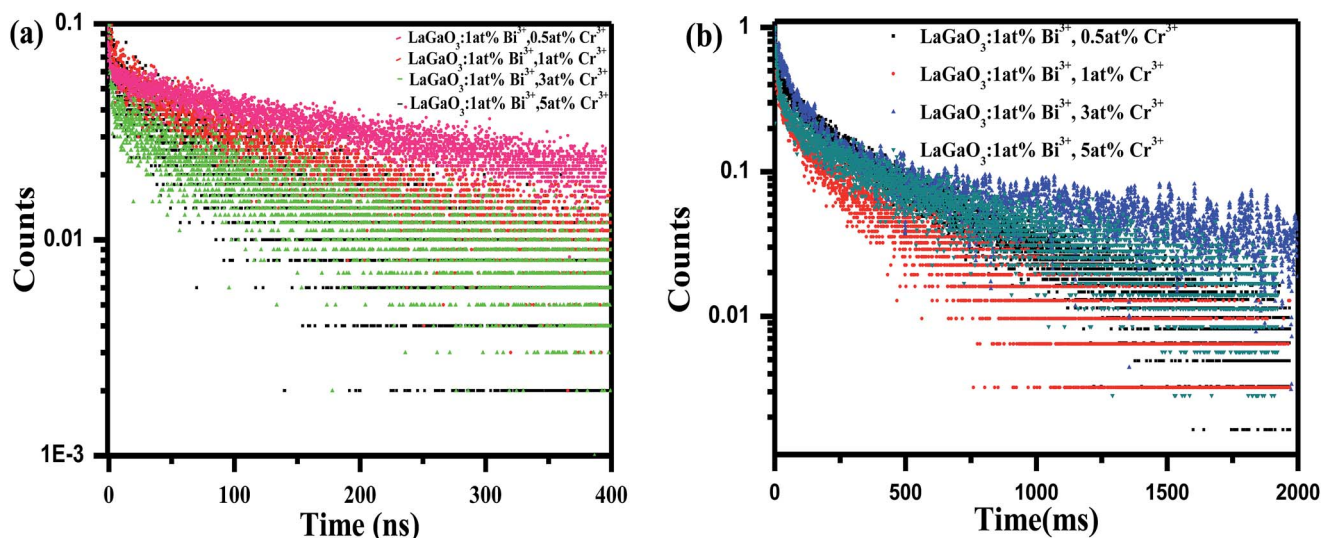 (a)
0.1
0.01
1E-3
Counts
LaGaO₃:1at% Bi³⁺,0.5at% Cr³⁺
LaGaO₃:1at% Bi³⁺,1at% Cr³⁺
LaGaO₃:1at% Bi³⁺,3at% Cr³⁺
LaGaO₃:1at% Bi³⁺,5at% Cr³⁺
0 100 200 300 400
Time (ns)
(b)
1
0.1
0.01
Counts
LaGaO₃:1at% Bi³⁺, 0.5at% Cr³⁺
LaGaO₃:1at% Bi³⁺, 1at% Cr³⁺
LaGaO₃:1at% Bi³⁺, 3at% Cr³⁺
LaGaO₃:1at% Bi³⁺, 5at% Cr³⁺
0 500 1000 1500 2000
Time(ms)